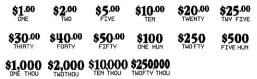 $1.00 $2.00 $5.00 $10.00 $20.00 $25.00
ONE TWO FIVE TEN TWENTY TWY FIVE
$30.00 $40.00 $50.00 $100 $250 $500
THIRTY FORTY FIFTY ONE HUN TWO FTY FIVE HUN
$1,000 $2,000 $10,000 $250000
ONE THOU TWOTHOU TEN THOU TWOFTY THOU